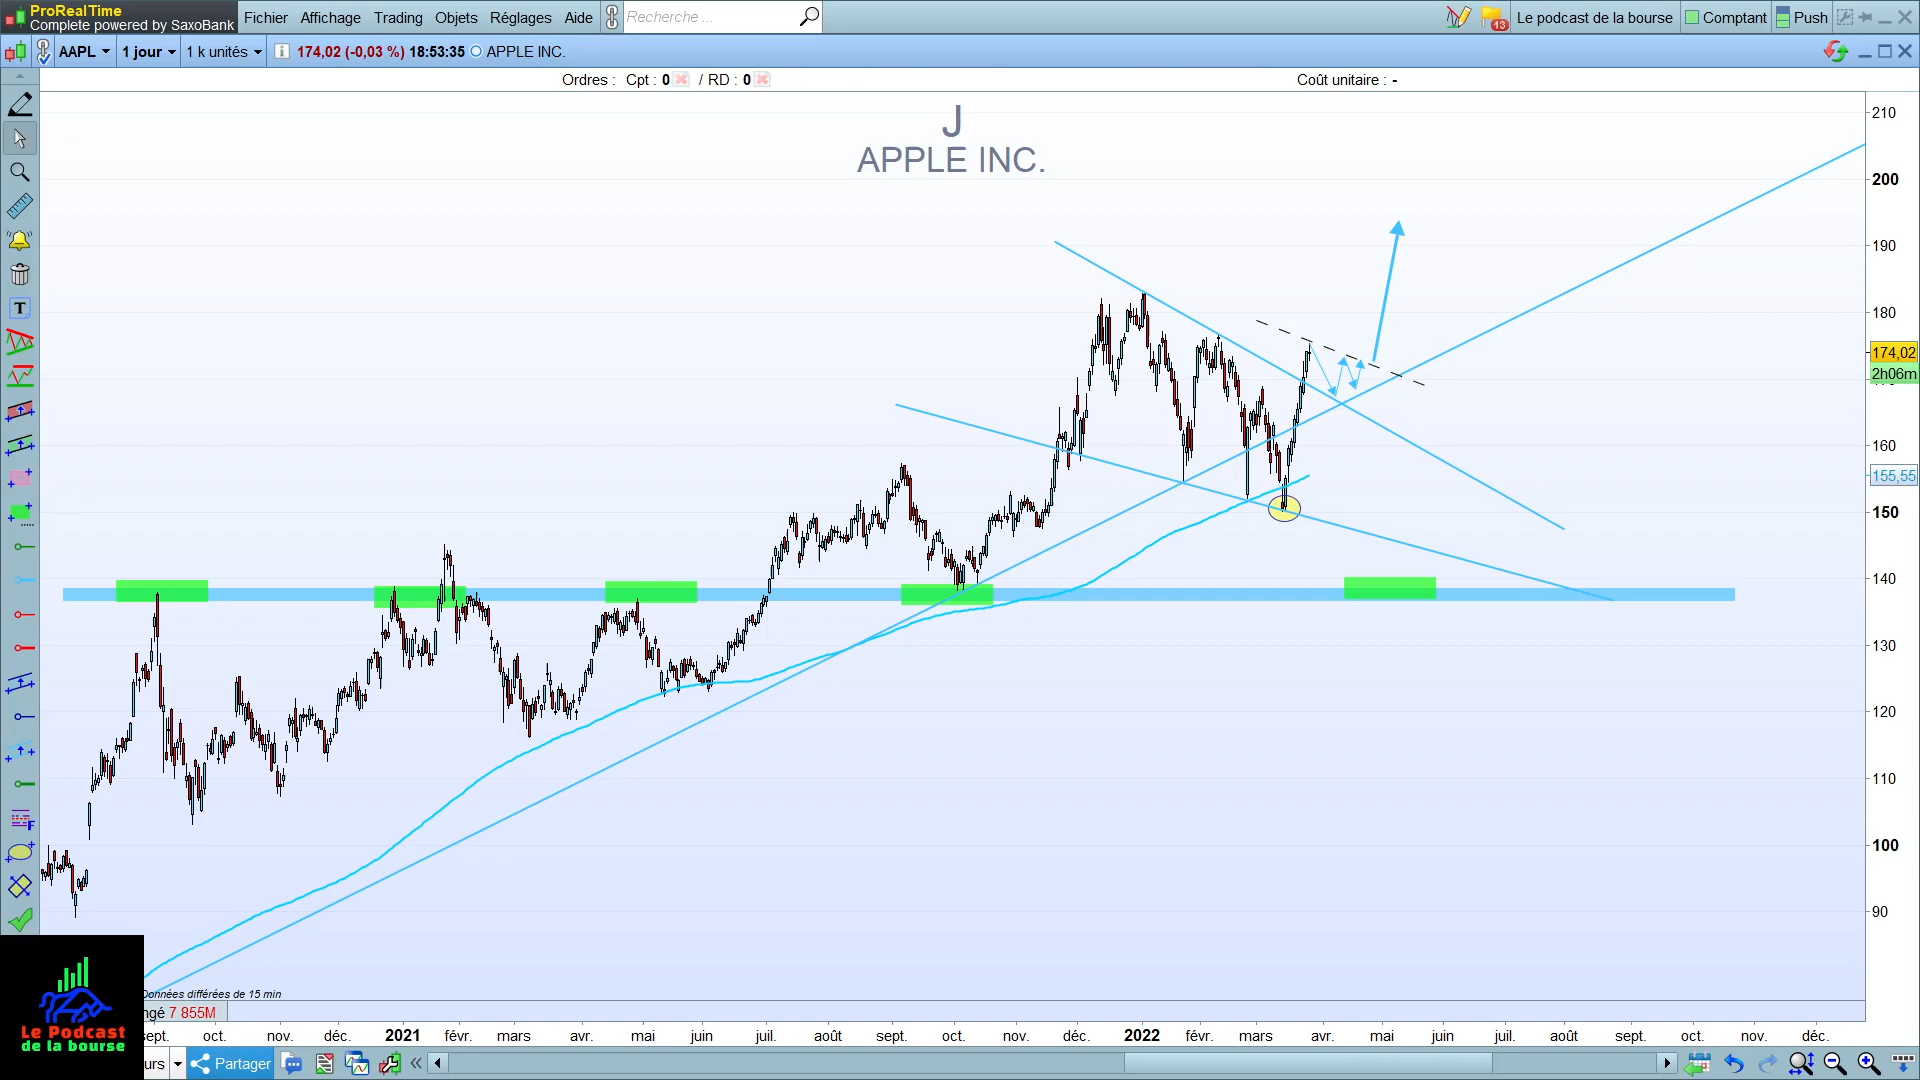 ProRealTime
Complete powered by SaxoBank
Fichier Affichage Trading Objets Réglages Aide Recherche ... 13 Le podcast de la bourse Comptant Push
AAPL 1 jour 1 k unités 174,02 (-0,03 %) 18:53:35 APPLE INC.
Ordres : Cpt : 0 / RD : 0 Coût unitaire : -
J
APPLE INC.
210
200
190
180
174,02
2h06m
160
155,55
150
140
130
120
110
100
90
Données différées de 15 min
ngé 7 855M
sept. oct. nov. déc. 2021 févr. mars avr. mai juin juil. août sept. oct. nov. déc. 2022 févr. mars avr. mai juin juil. août sept. oct. nov. déc.
Le Podcast
de la bourse
urs Partager
T
F